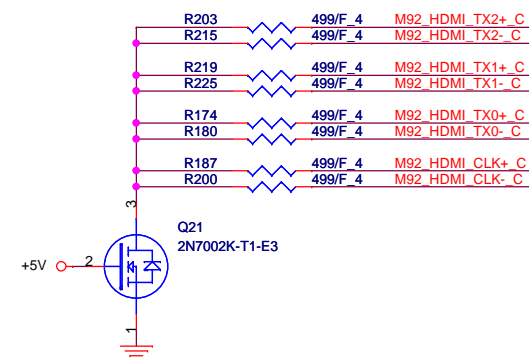 R203 499/F_4 M92_HDMI_TX2+_C
R215 499/F_4 M92_HDMI_TX2-_C
R219 499/F_4 M92_HDMI_TX1+_C
R225 499/F_4 M92_HDMI_TX1-_C
R174 499/F_4 M92_HDMI_TX0+_C
R180 499/F_4 M92_HDMI_TX0-_C
R187 499/F_4 M92_HDMI_CLK+_C
R200 499/F_4 M92_HDMI_CLK-_C
3
Q21
2N7002K-T1-E3
+5V 2
1